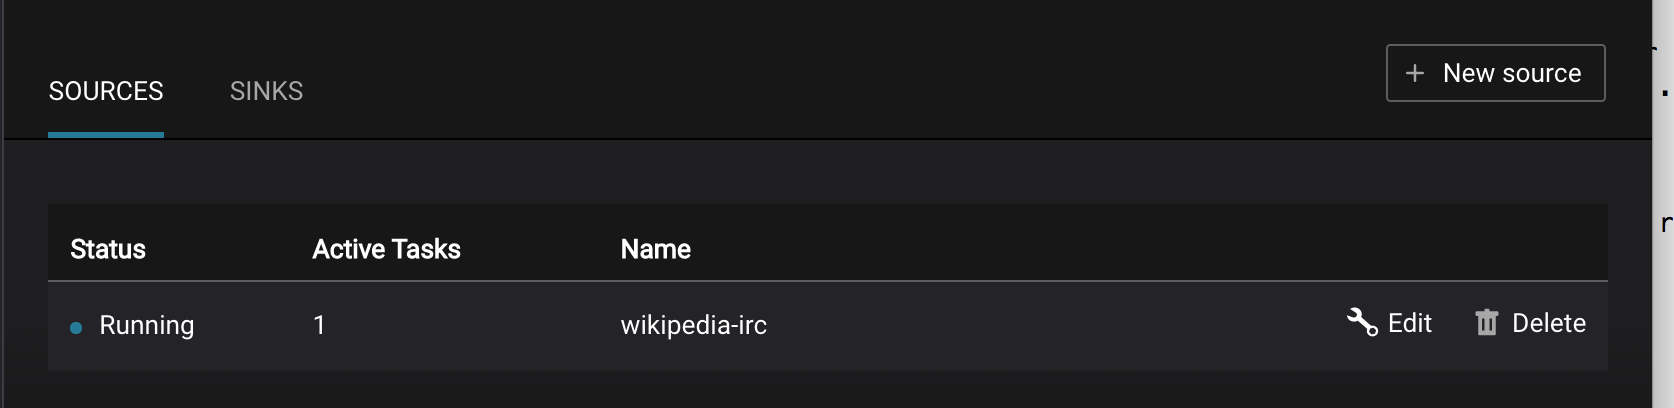 SOURCES SINKS + New source
Status Active Tasks Name
Running 1 wikipedia-irc Edit Delete